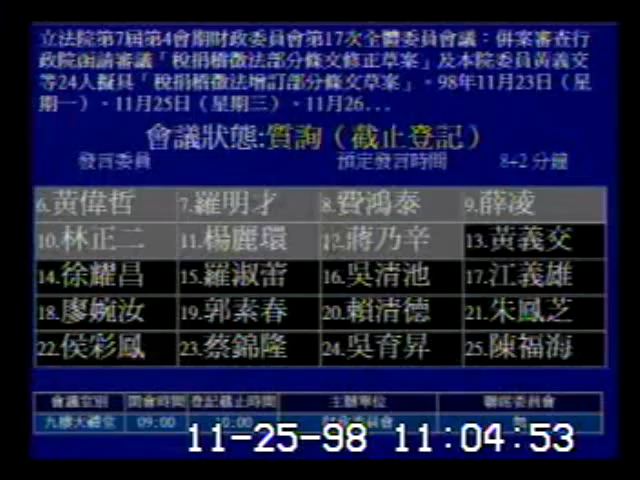 立法院第7屆第4會期財政委員會第17次全體委員會議：併案審查行
政院函請審議「稅捐稽徵法部分條文修正草案」及本院委員黃義交
等24人擬具「稅捐稽徵法增訂部分條文草案」。98年11月23日（星
期一）、11月25日（星期三）、11月26...
會議狀態:質詢（截止登記）
發言委員 預定發言時間 8+2 分鐘
6.黃偉哲 7.羅明才 8.費鴻泰 9.薛凌
10.林正二 11.楊麗環 12.蔣乃辛 13.黃義交
14.徐耀昌 15.羅淑蕾 16.吳清池 17.江義雄
18.廖婉汝 19.郭素春 20.賴清德 21.朱鳳芝
22.侯彩鳳 23.蔡錦隆 24.吳育昇 25.陳福海
會議室別 開會時間 登記截止時間 主辦單位 聯席委員會
九樓大禮堂 09:00 10:00 財政委員會
11-25-98 11:04:53